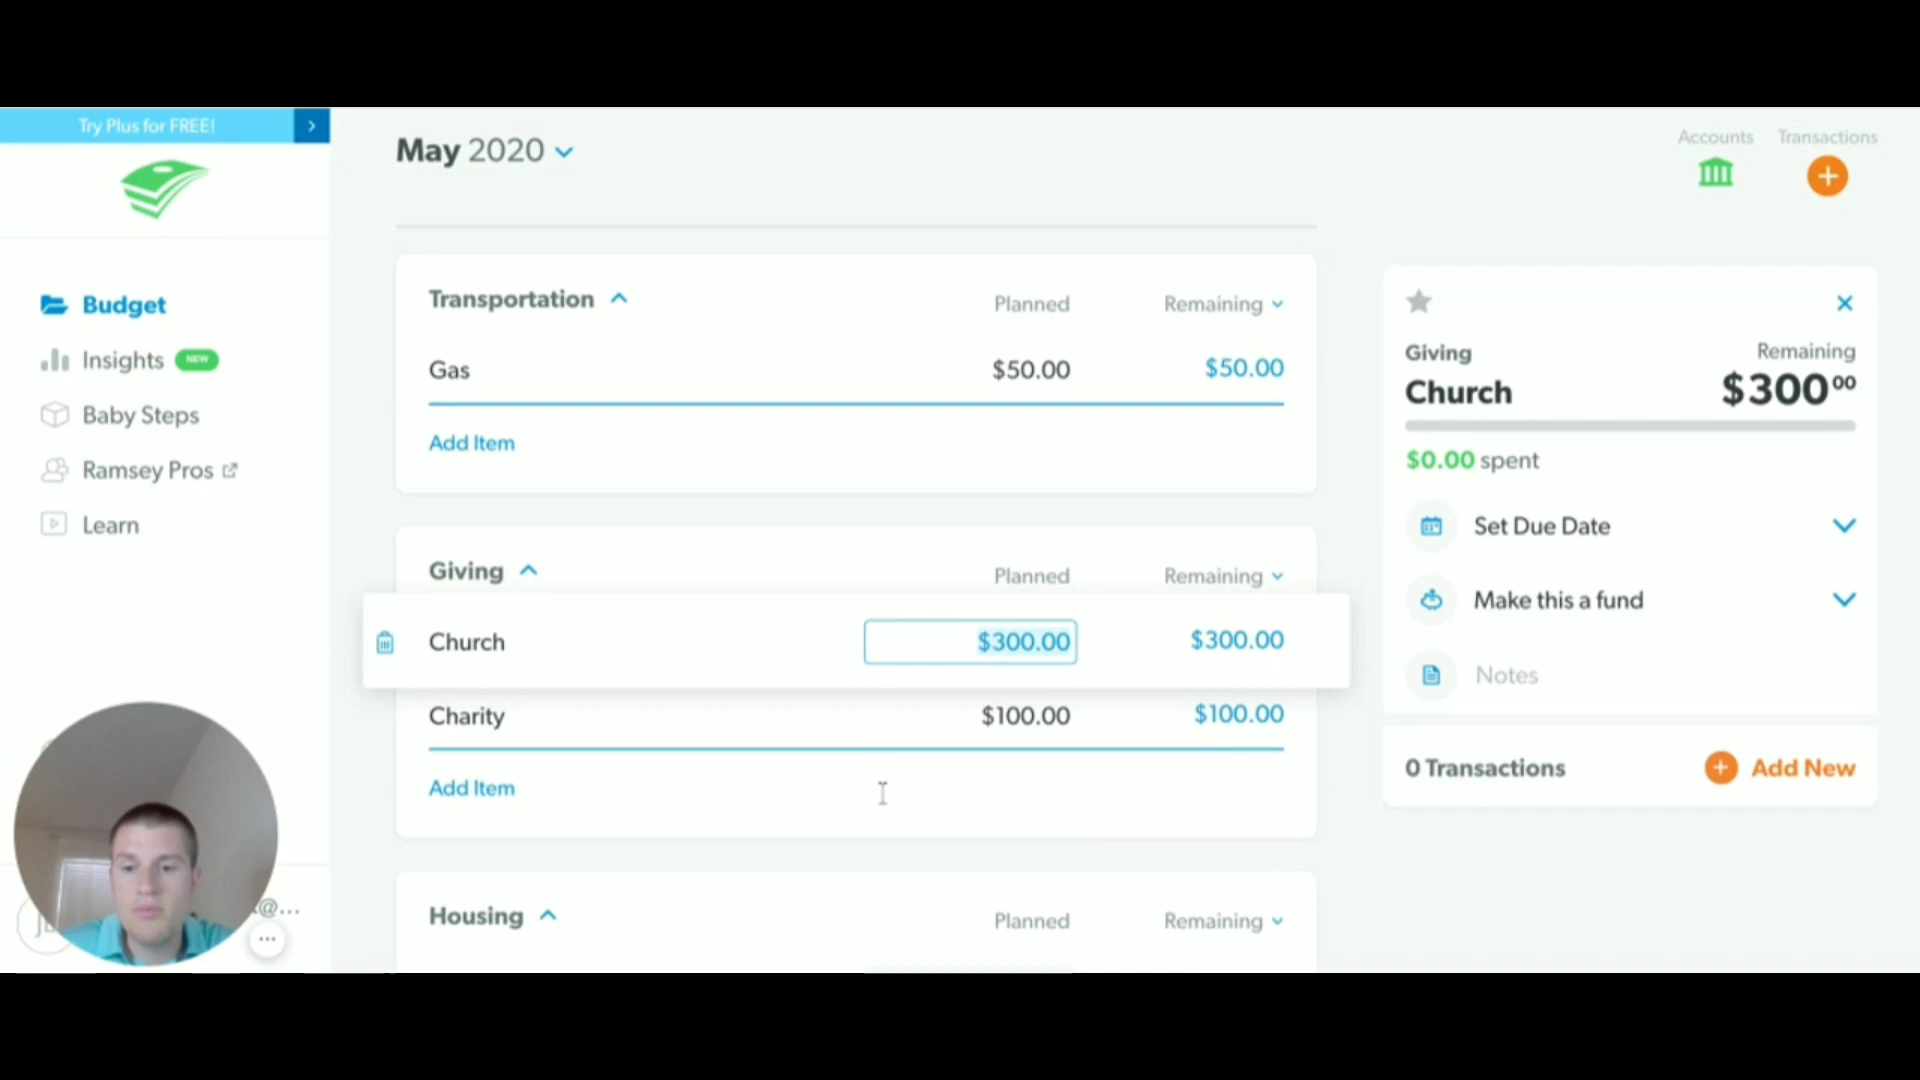 Try Plus for FREE!
Budget
Insights NEW
Baby Steps
Ramsey Pros
Learn
@...
May 2020
Accounts Transactions
Transportation Planned Remaining
Gas $50.00 $50.00
Add Item
Giving Planned Remaining
Church $300.00 $300.00
Charity $100.00 $100.00
Add Item
Housing Planned Remaining
Giving Remaining
Church $300 00
$0.00 spent
Set Due Date
Make this a fund
Notes
0 Transactions Add New